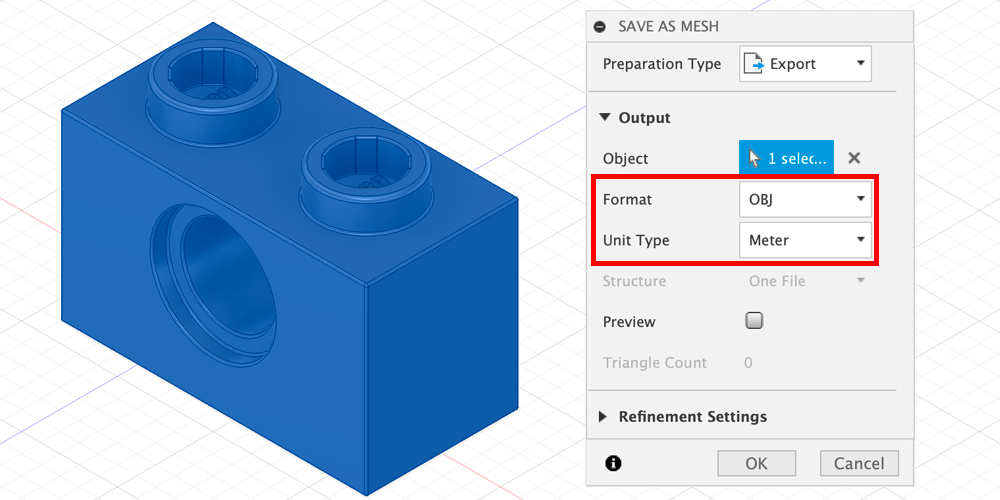 SAVE AS MESH
Preparation Type Export
Output
Object 1 selec...
Format OBJ
Unit Type Meter
Structure One File
Preview
Triangle Count 0
Refinement Settings
OK Cancel